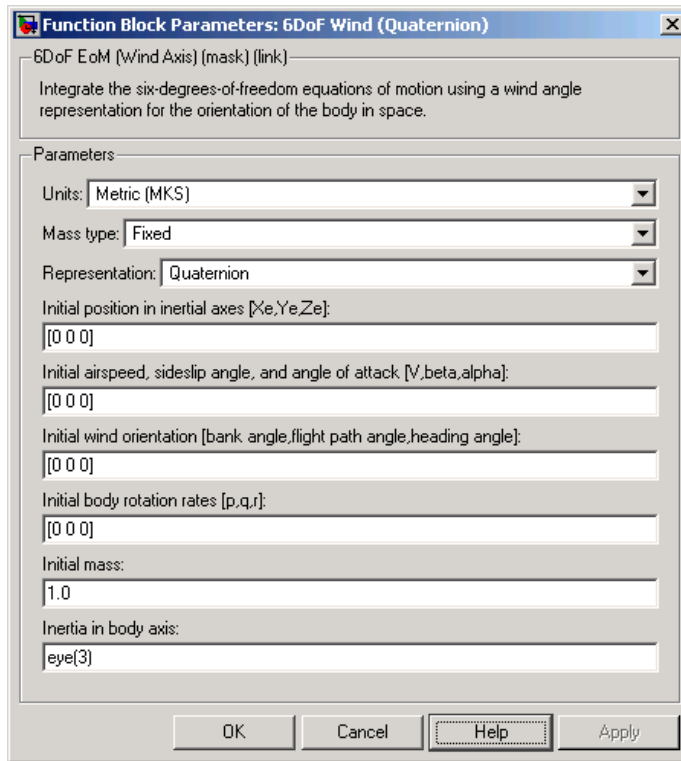 Function Block Parameters: 6DoF Wind (Quaternion)
6DoF EoM (Wind Axis) (mask) (link)
Integrate the six-degrees-of-freedom equations of motion using a wind angle
representation for the orientation of the body in space.
Parameters
Units: Metric (MKS)
Mass type: Fixed
Representation: Quaternion
Initial position in inertial axes [Xe,Ye,Ze]:
[0 0 0]
Initial airspeed, sideslip angle, and angle of attack [V,beta,alpha]:
[0 0 0]
Initial wind orientation [bank angle,flight path angle,heading angle]:
[0 0 0]
Initial body rotation rates [p,q,r]:
[0 0 0]
Initial mass:
1.0
Inertia in body axis:
eye(3)
OK Cancel Help Apply